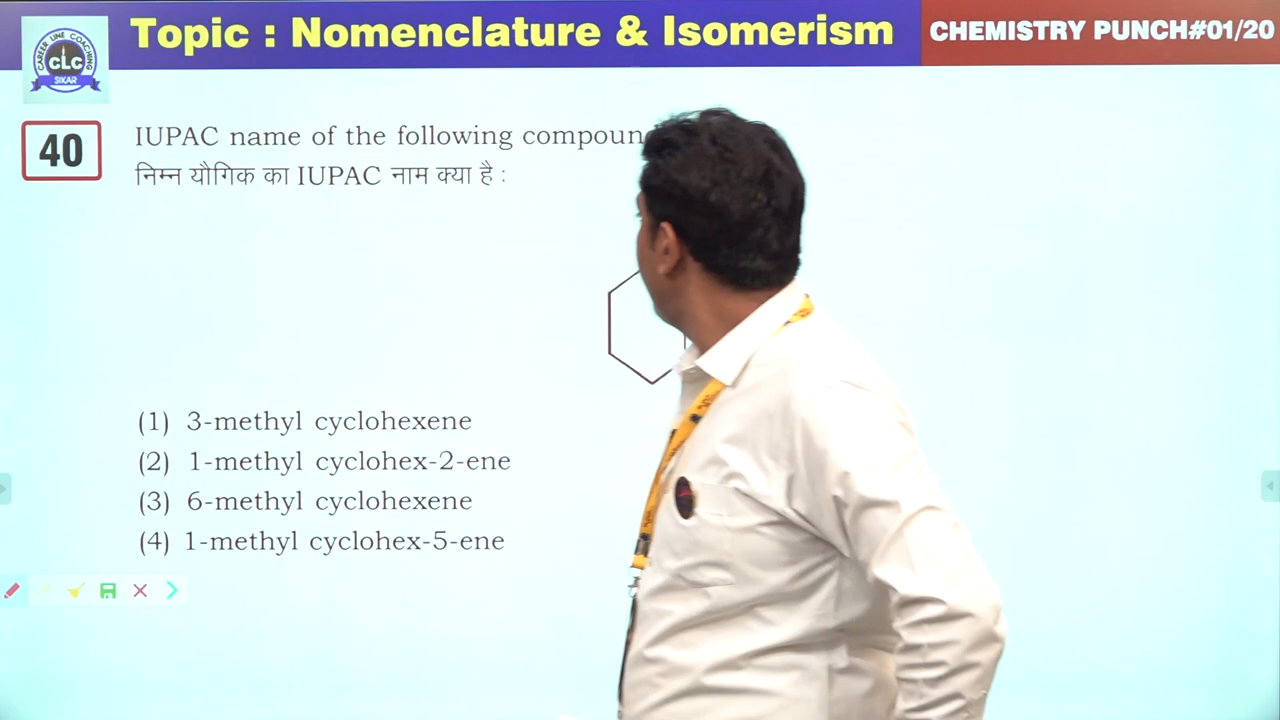 Topic : Nomenclature & Isomerism
CHEMISTRY PUNCH#01/20
CAREER LINE COACHING
CLC
SIKAR
40
IUPAC name of the following compoun
निम्न यौगिक का IUPAC नाम क्या है :
(1) 3-methyl cyclohexene
(2) 1-methyl cyclohex-2-ene
(3) 6-methyl cyclohexene
(4) 1-methyl cyclohex-5-ene